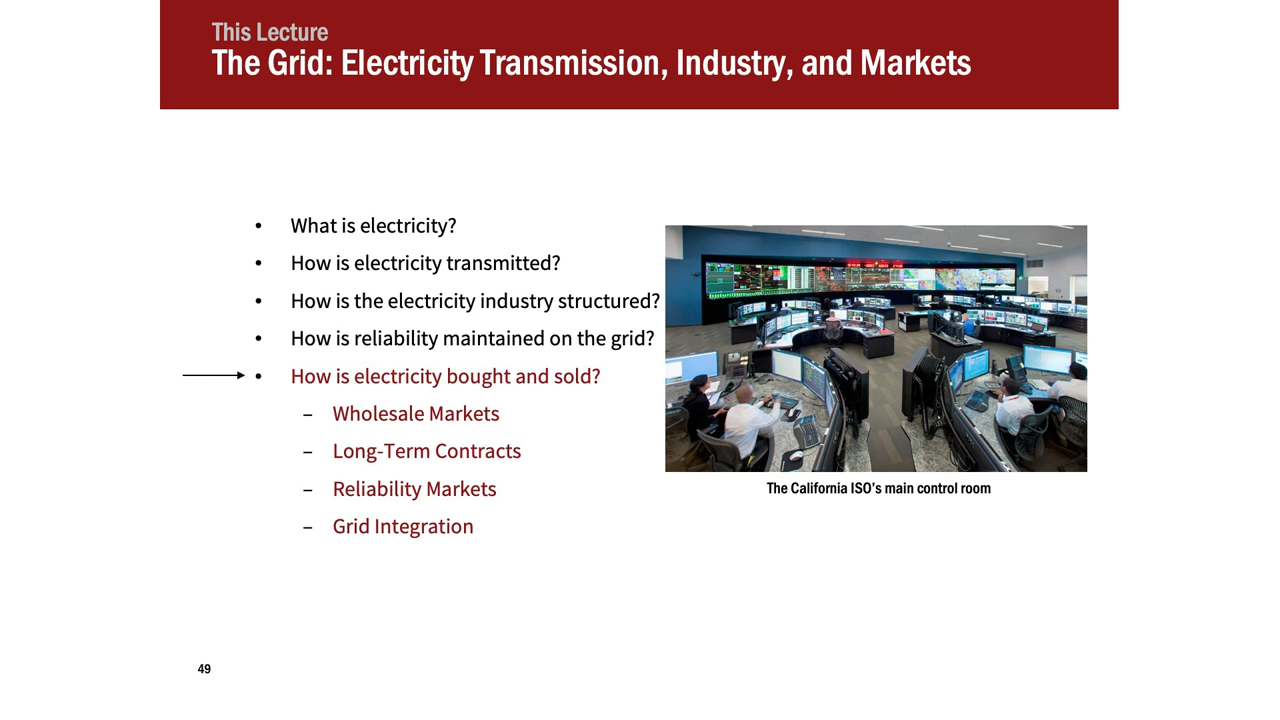 This Lecture
The Grid: Electricity Transmission, Industry, and Markets
• What is electricity?
• How is electricity transmitted?
• How is the electricity industry structured?
• How is reliability maintained on the grid?
• How is electricity bought and sold?
– Wholesale Markets
– Long-Term Contracts
– Reliability Markets
– Grid Integration
The California ISO's main control room
49